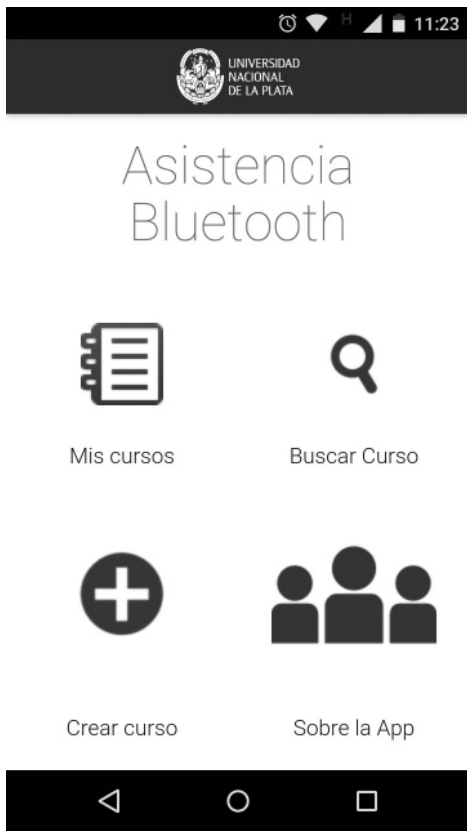 H 11:23
UNIVERSIDAD
NACIONAL
DE LA PLATA
Asistencia
Bluetooth
Mis cursos
Buscar Curso
Crear curso
Sobre la App